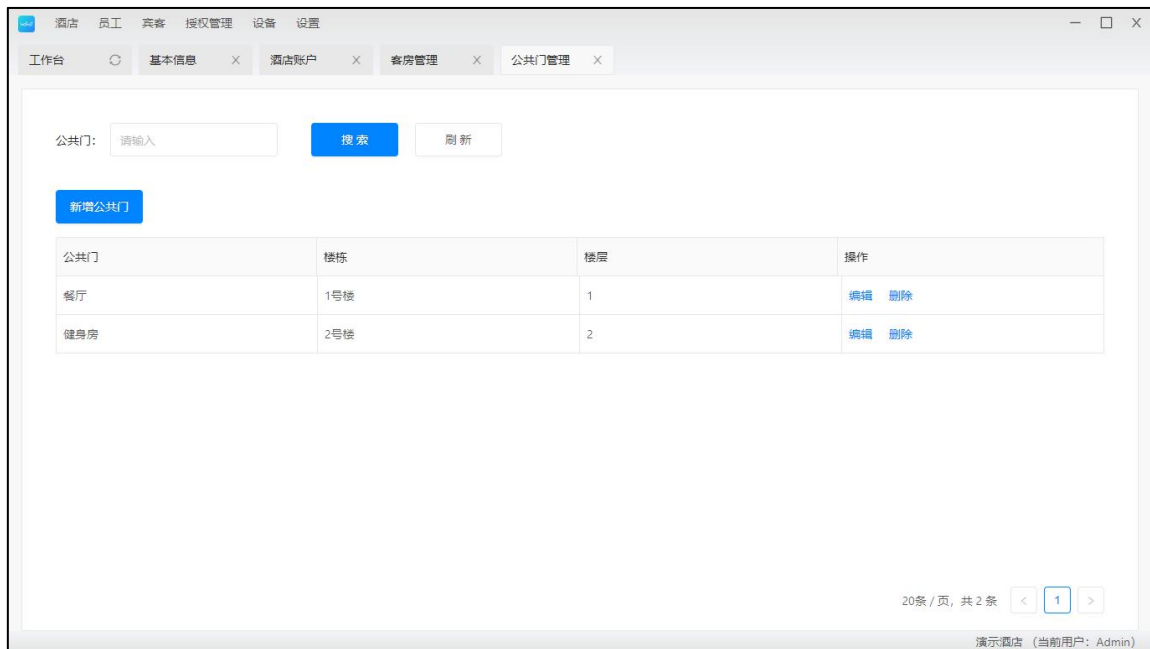 酒店 员工 宾客 授权管理 设备 设置
工作台 基本信息 X 酒店账户 X 客房管理 X 公共门管理 X
公共门: 请输入 搜索 刷新
新增公共门
公共门 楼栋 楼层 操作
餐厅 1号楼 1 编辑 删除
健身房 2号楼 2 编辑 删除
20条 / 页, 共 2 条 < 1 >
演示酒店 (当前用户: Admin)